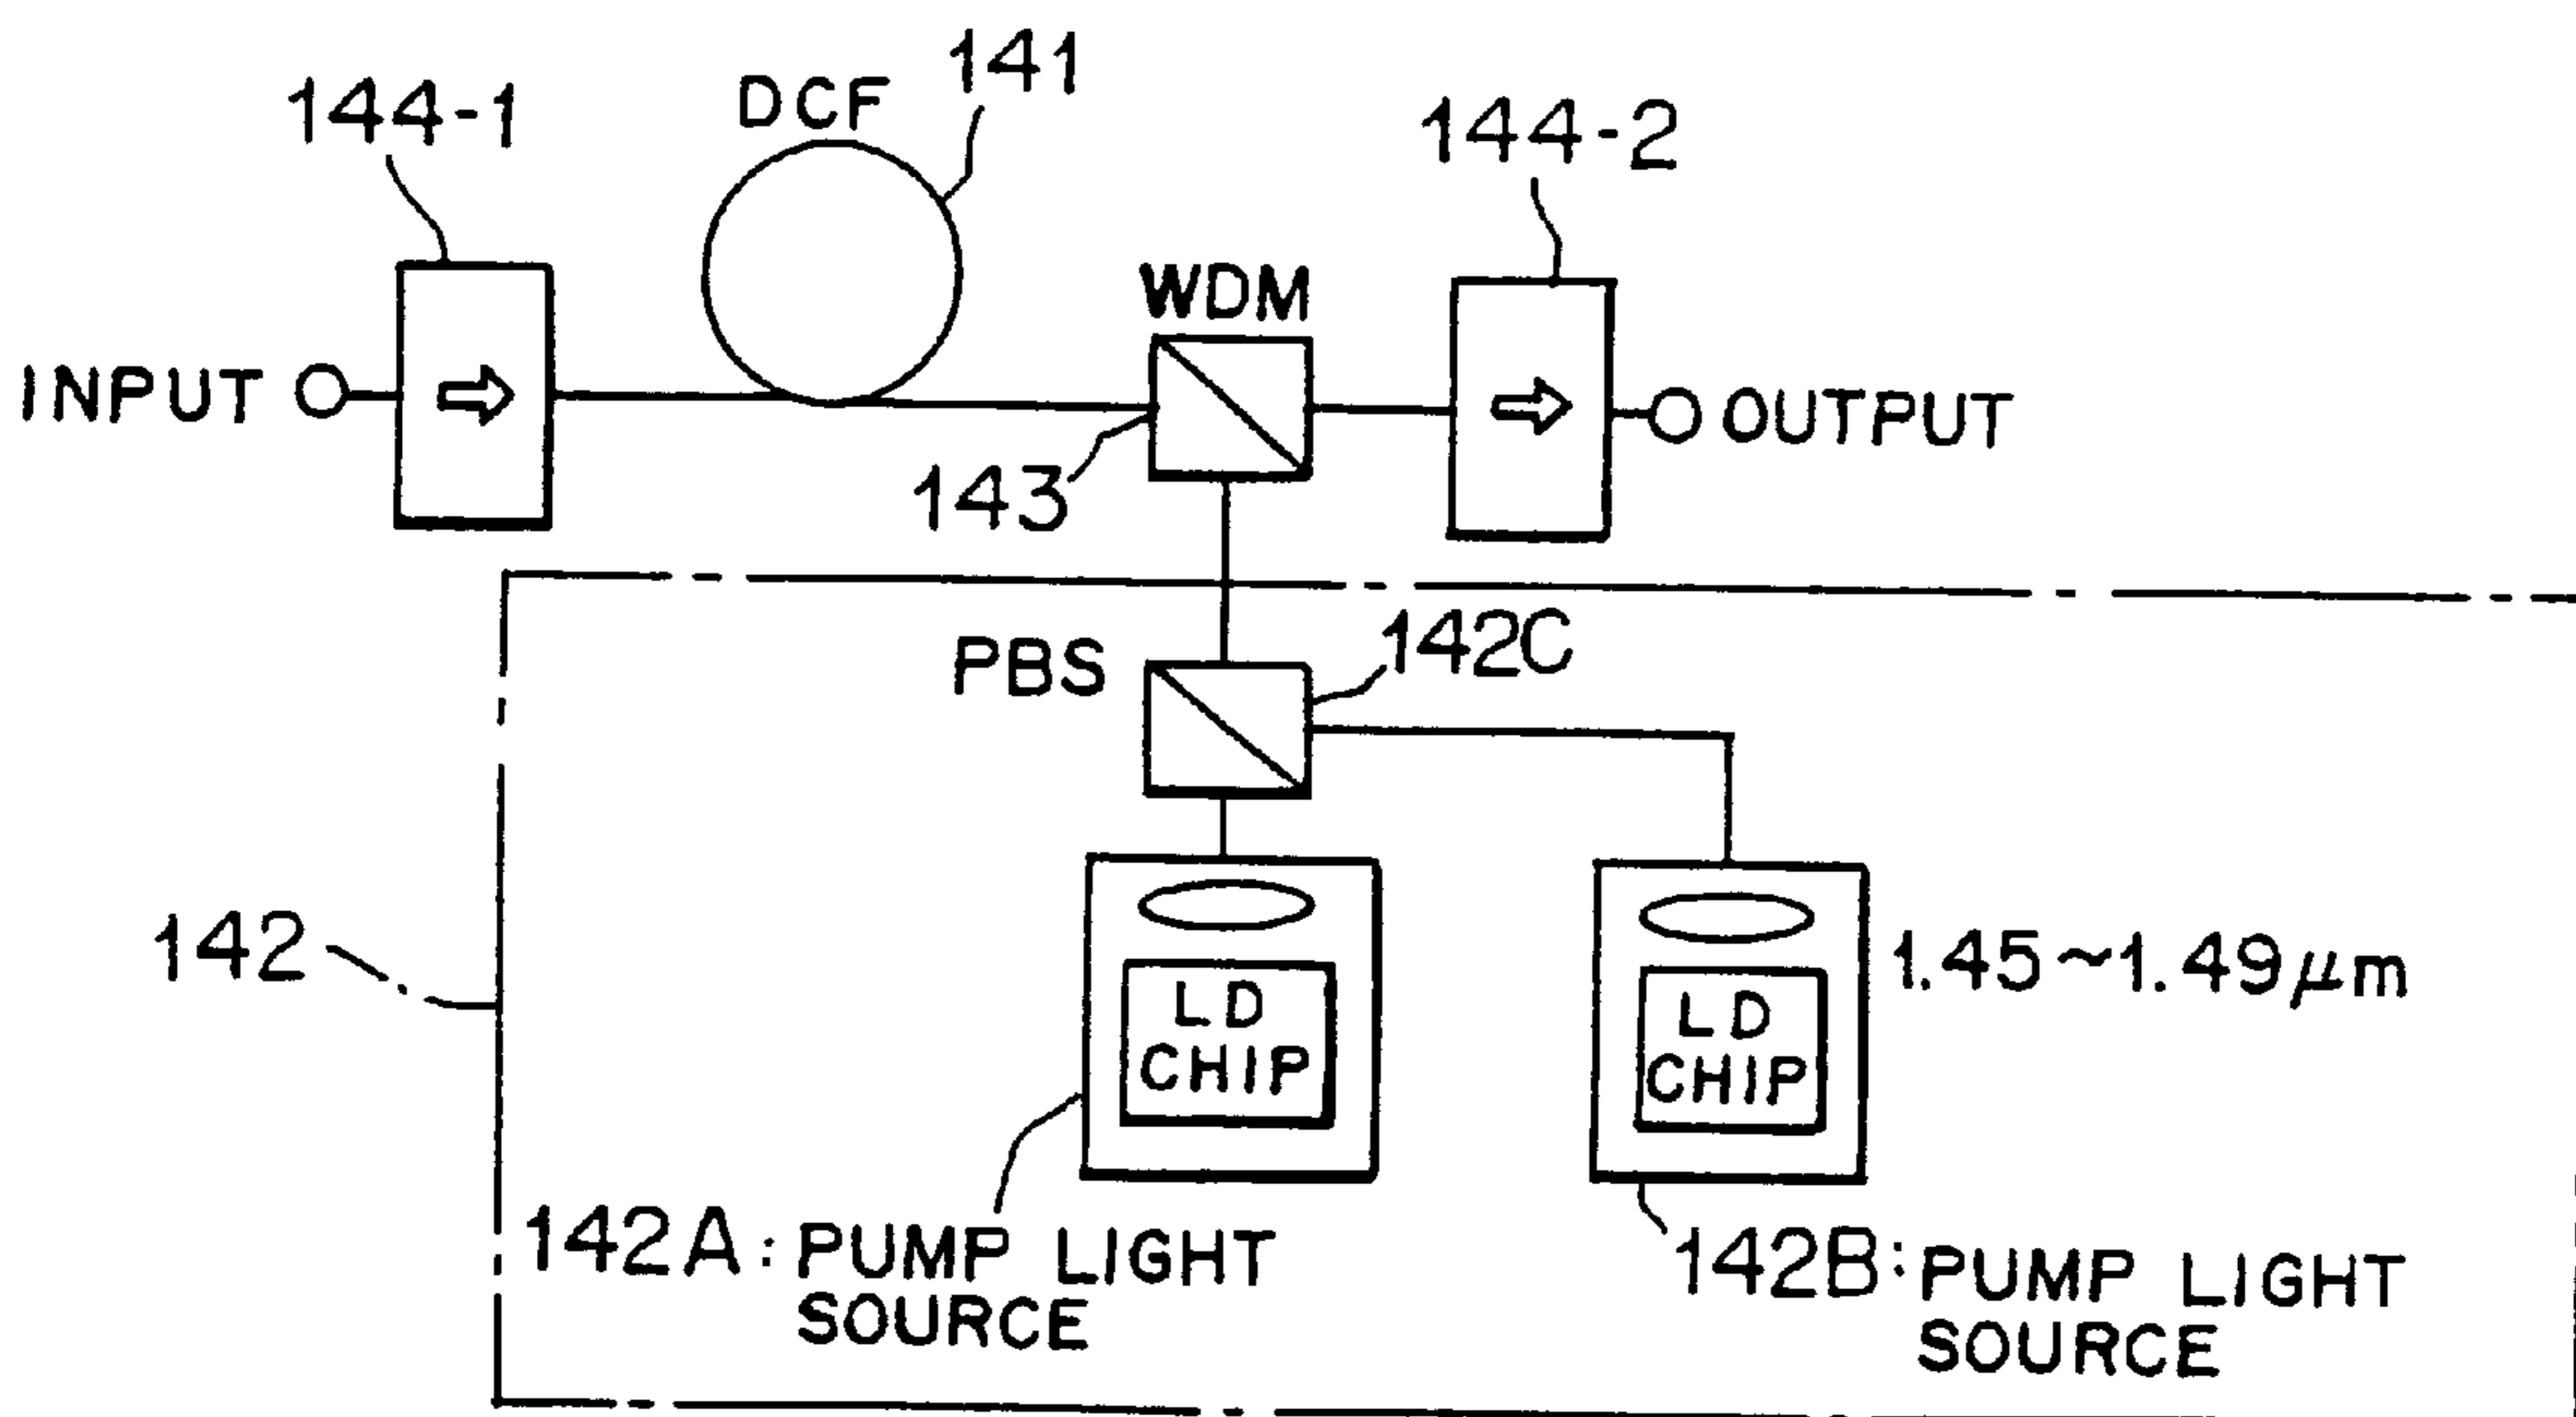 141
DCF
144-1
144-2
WDM
INPUT
OUTPUT
143
142C
PBS
142
1.45~1.49μm
LD
CHIP
LD
CHIP
142A: PUMP LIGHT
SOURCE
142B: PUMP LIGHT
SOURCE